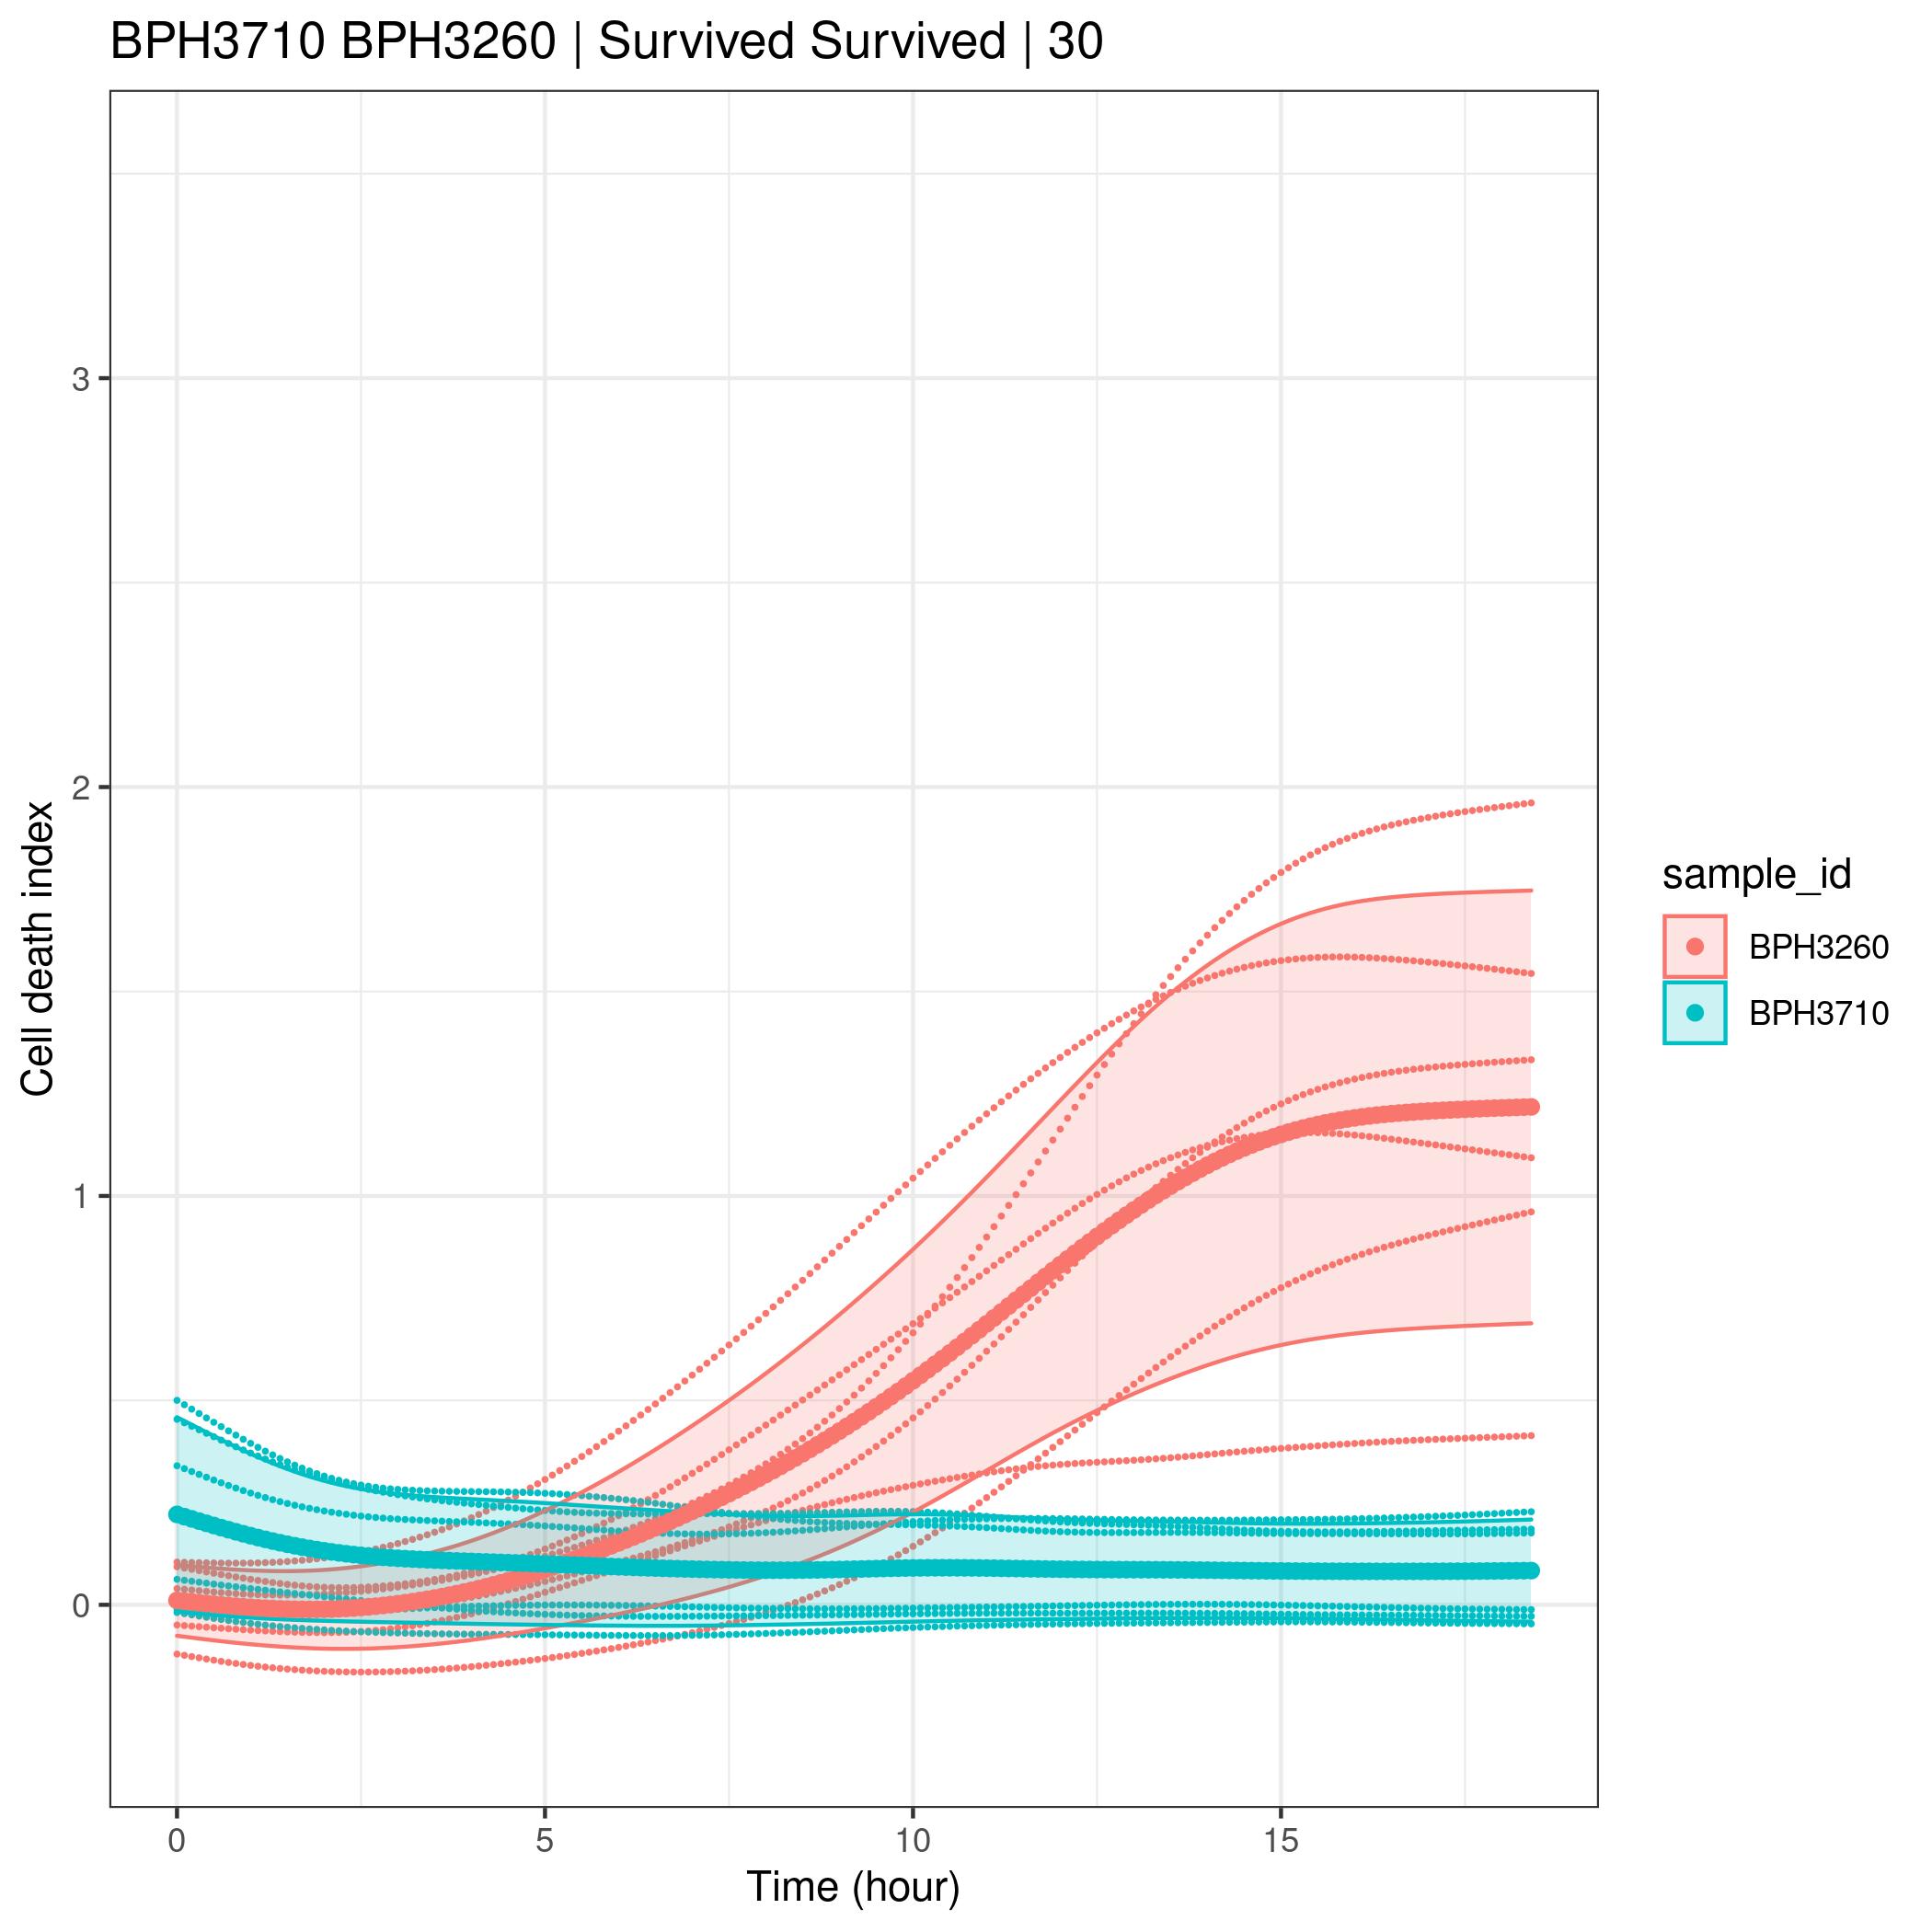 BPH3710 BPH3260 | Survived Survived | 30
Cell death index
3
2
1
0
0 5 10 15
Time (hour)
sample_id
BPH3260
BPH3710